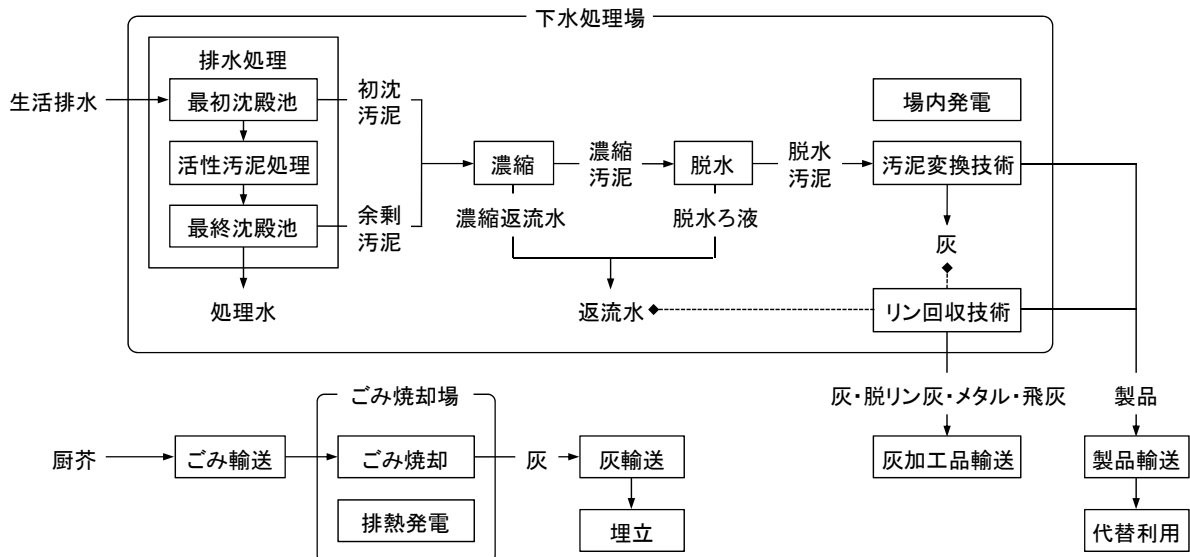 下水処理場
排水処理
生活排水
最初沈殿池
初沈
汚泥
場内発電
活性汚泥処理
濃縮
濃縮
汚泥
脱水
脱水
汚泥
汚泥変換技術
最終沈殿池
余剰
汚泥
濃縮返流水
脱水ろ液
灰
処理水
返流水
リン回収技術
灰・脱リン灰・メタル・飛灰
製品
ごみ焼却場
厨芥
ごみ輸送
ごみ焼却
灰
灰輸送
灰加工品輸送
製品輸送
排熱発電
埋立
代替利用